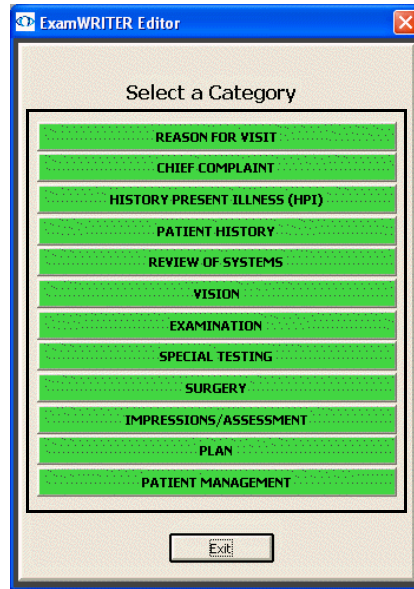 ExamWRITER Editor
Select a Category
REASON FOR VISIT
CHIEF COMPLAINT
HISTORY PRESENT ILLNESS (HPI)
PATIENT HISTORY
REVIEW OF SYSTEMS
VISION
EXAMINATION
SPECIAL TESTING
SURGERY
IMPRESSIONS/ASSESSMENT
PLAN
PATIENT MANAGEMENT
Exit